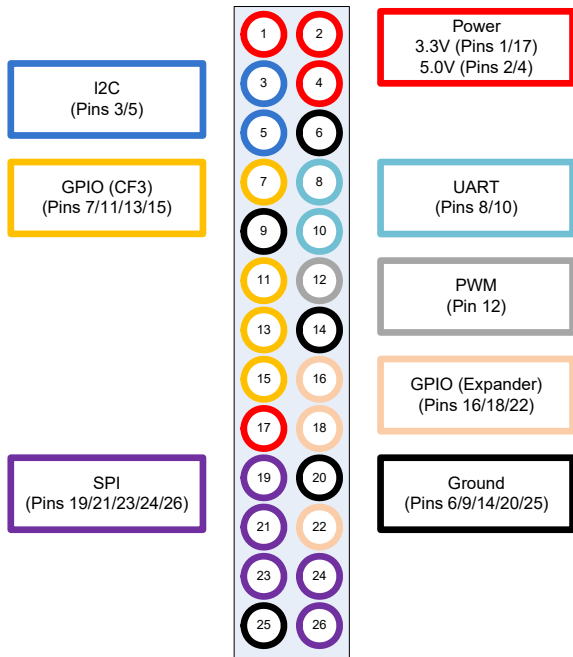 Power
3.3V (Pins 1/17)
5.0V (Pins 2/4)
I2C
(Pins 3/5)
GPIO (CF3)
(Pins 7/11/13/15)
UART
(Pins 8/10)
PWM
(Pin 12)
GPIO (Expander)
(Pins 16/18/22)
SPI
(Pins 19/21/23/24/26)
Ground
(Pins 6/9/14/20/25)
1 2
3 4
5 6
7 8
9 10
11 12
13 14
15 16
17 18
19 20
21 22
23 24
25 26